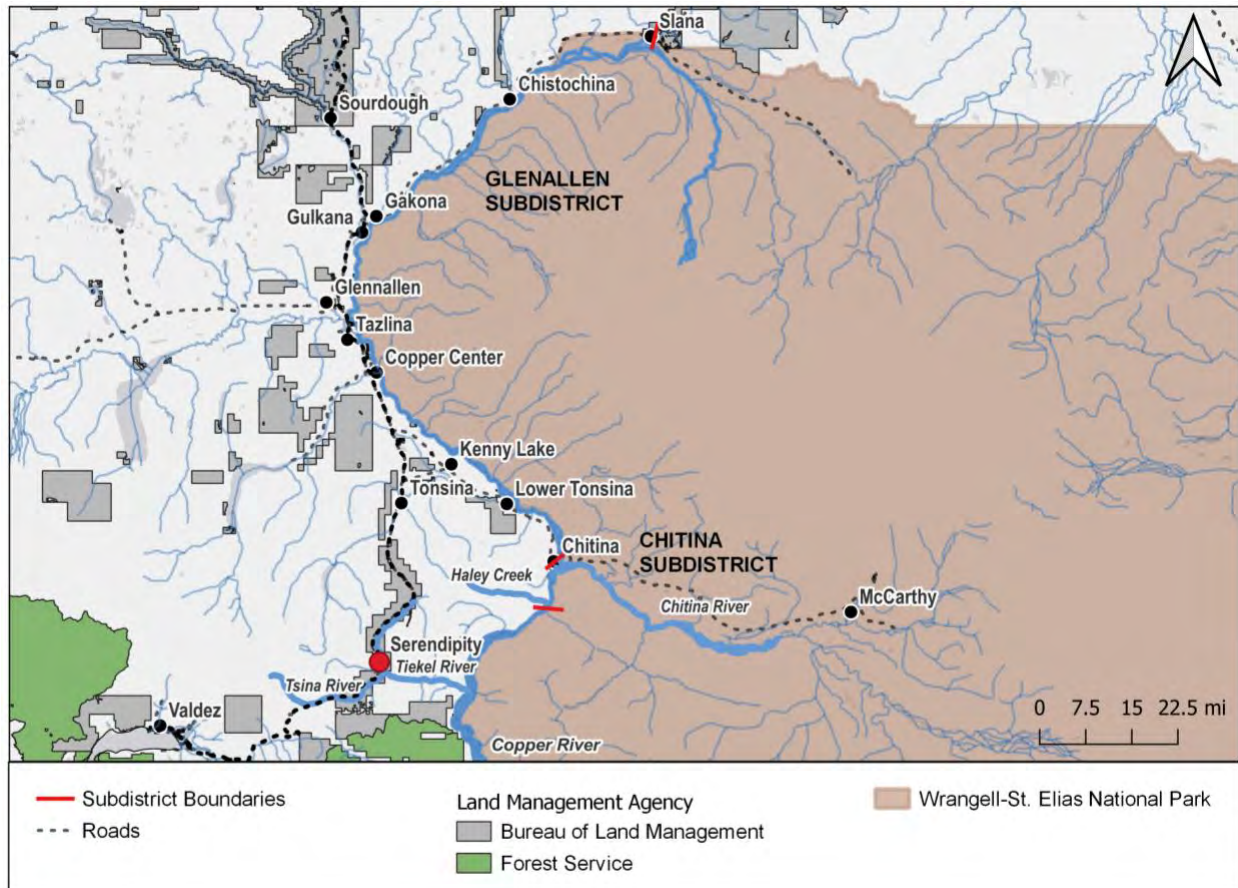 Slana
Chistochina
Sourdough
GLENALLEN
SUBDISTRICT
Gakona
Gulkana
Glennallen
Tazlina
Copper Center
Kenny Lake
Tonsina
Lower Tonsina
Chitina
CHITINA
SUBDISTRICT
Haley Creek
Chitina River
McCarthy
Serendipity
Tiekel River
Tsina River
Valdez
Copper River
0 7.5 15 22.5 mi
Subdistrict Boundaries
Roads
Land Management Agency
Bureau of Land Management
Forest Service
Wrangell-St. Elias National Park